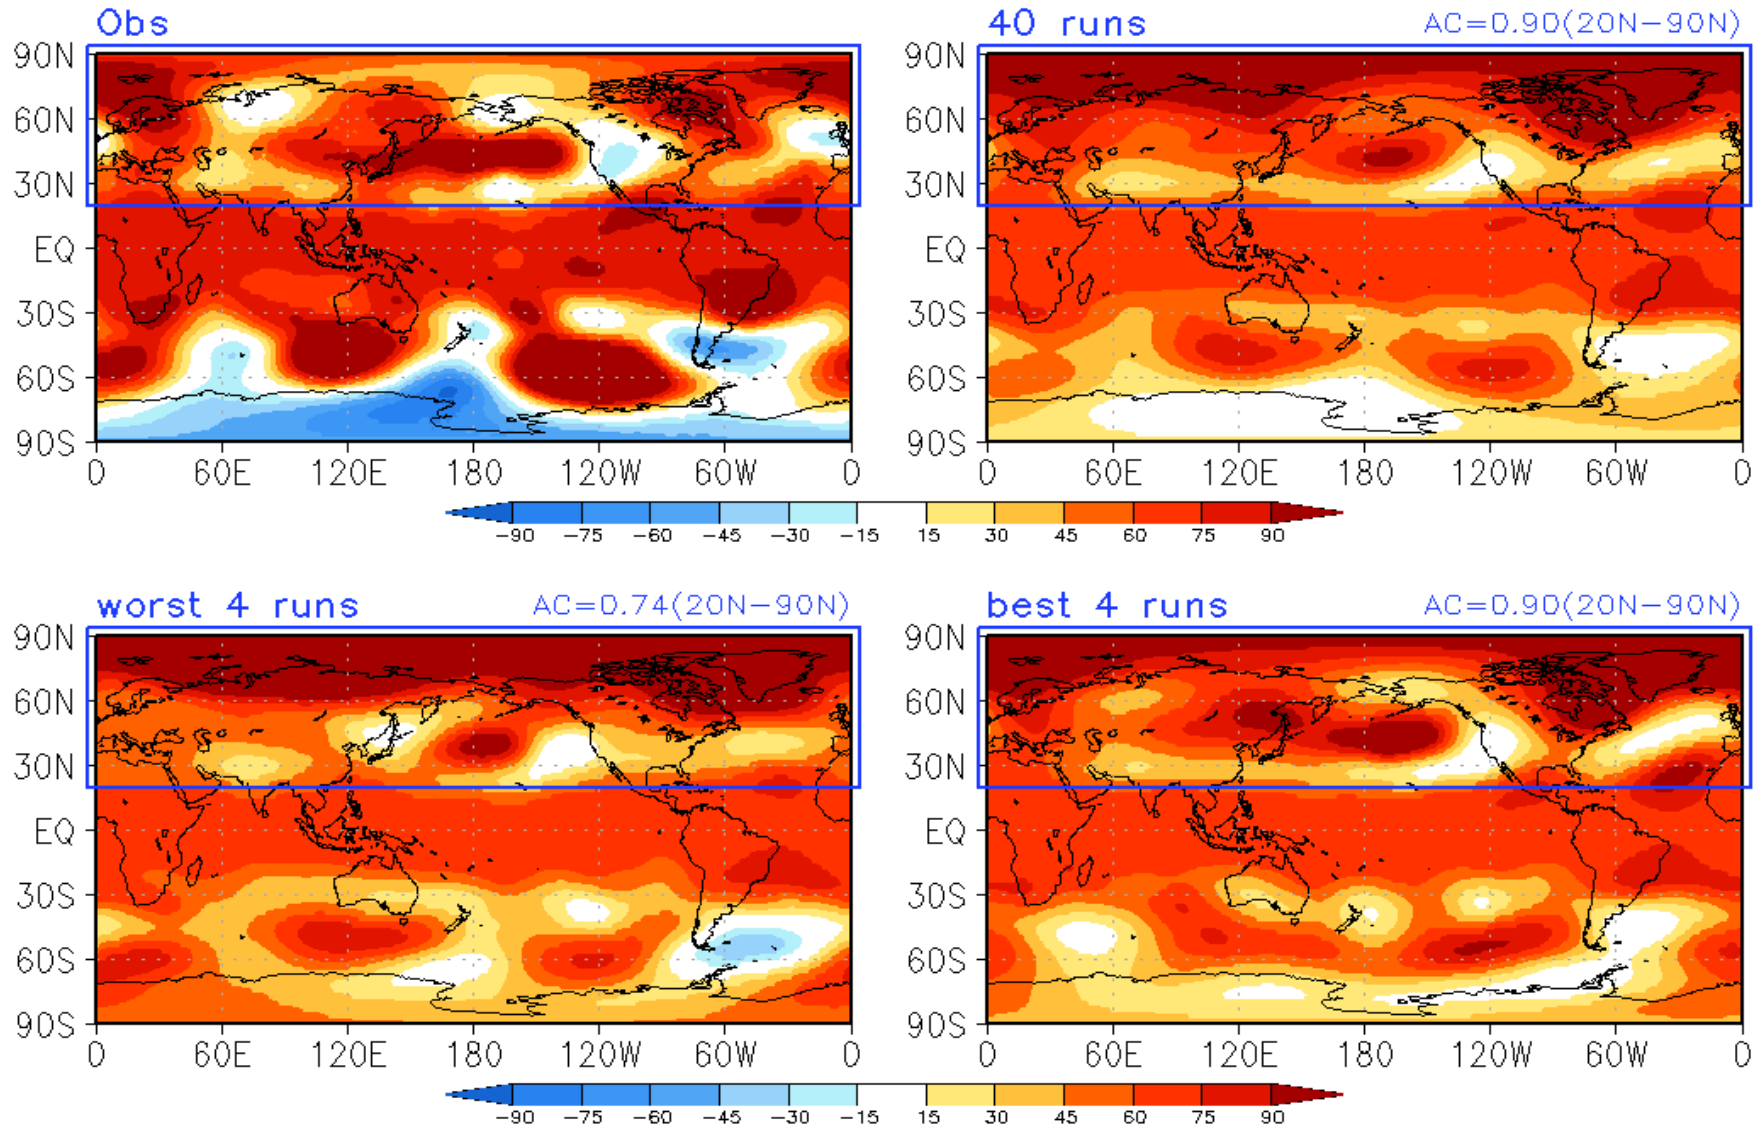 Obs
40 runs AC=0.90(20N−90N)
90N 90N
60N 60N
30N 30N
EQ EQ
30S 30S
60S 60S
90S 90S
0 60E 120E 180 120W 60W 0 0 60E 120E 180 120W 60W 0
−90 −75 −60 −45 −30 −15 15 30 45 60 75 90
worst 4 runs AC=0.74(20N−90N)
best 4 runs AC=0.90(20N−90N)
90N 90N
60N 60N
30N 30N
EQ EQ
30S 30S
60S 60S
90S 90S
0 60E 120E 180 120W 60W 0 0 60E 120E 180 120W 60W 0
−90 −75 −60 −45 −30 −15 15 30 45 60 75 90